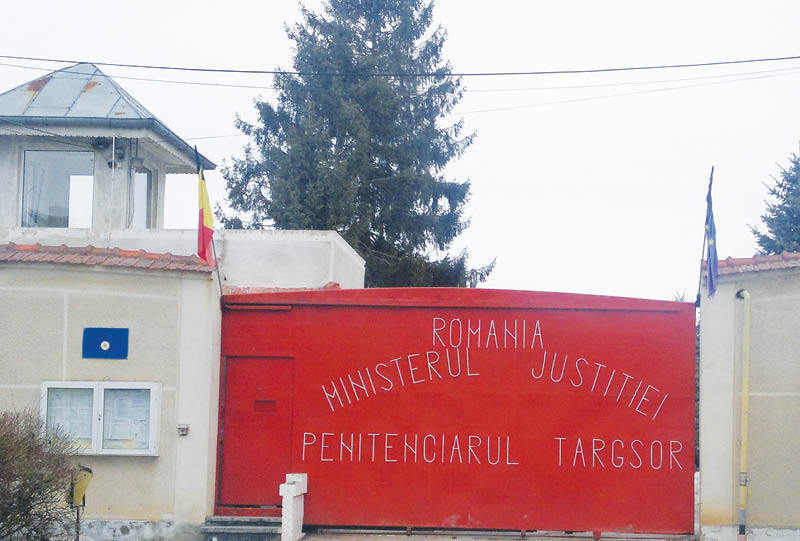 ROMANIA
MINISTERUL JUSTITIEI
PENITENCIARUL TARGSOR